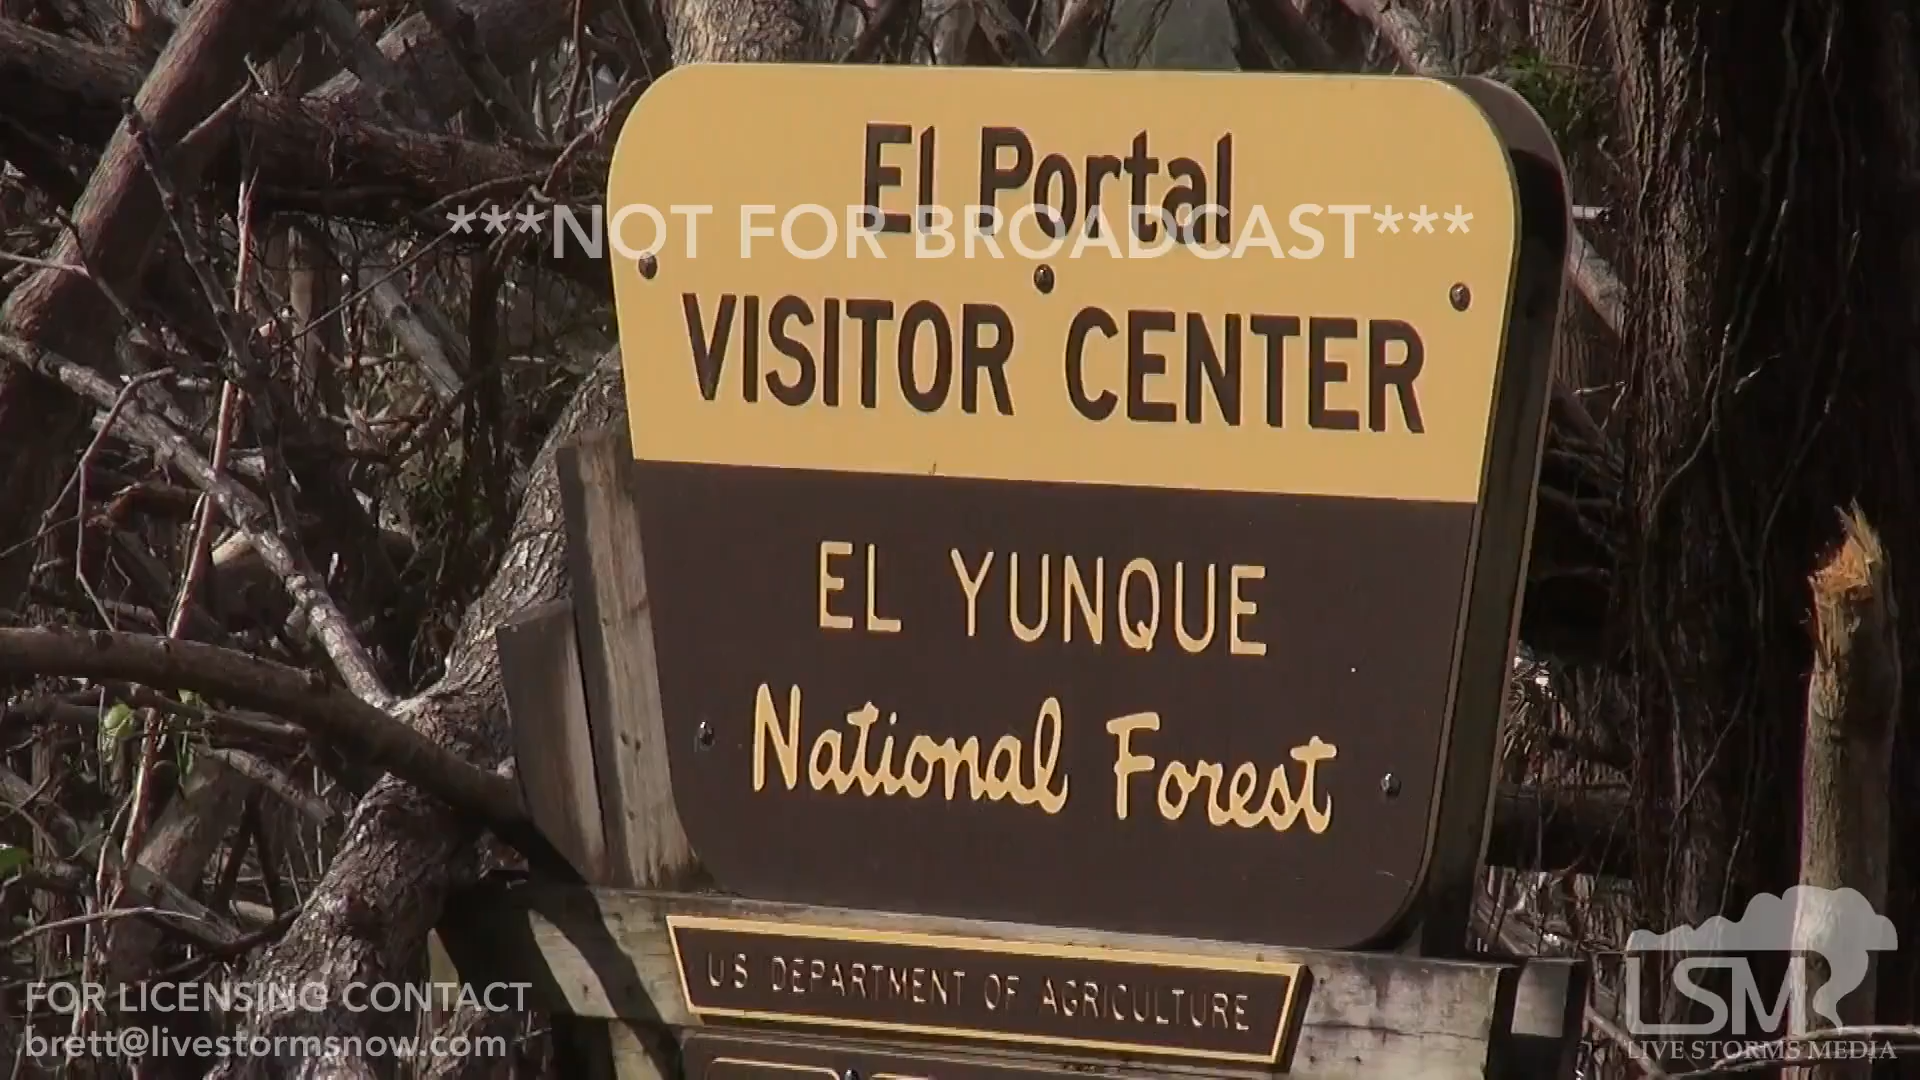 El Portal
***NOT FOR BROADCAST***
VISITOR CENTER
EL YUNQUE
National Forest
US DEPARTMENT OF AGRICULTURE
FOR LICENSING CONTACT
brett@livestormsnow.com
LSM
LIVE STORMS MEDIA